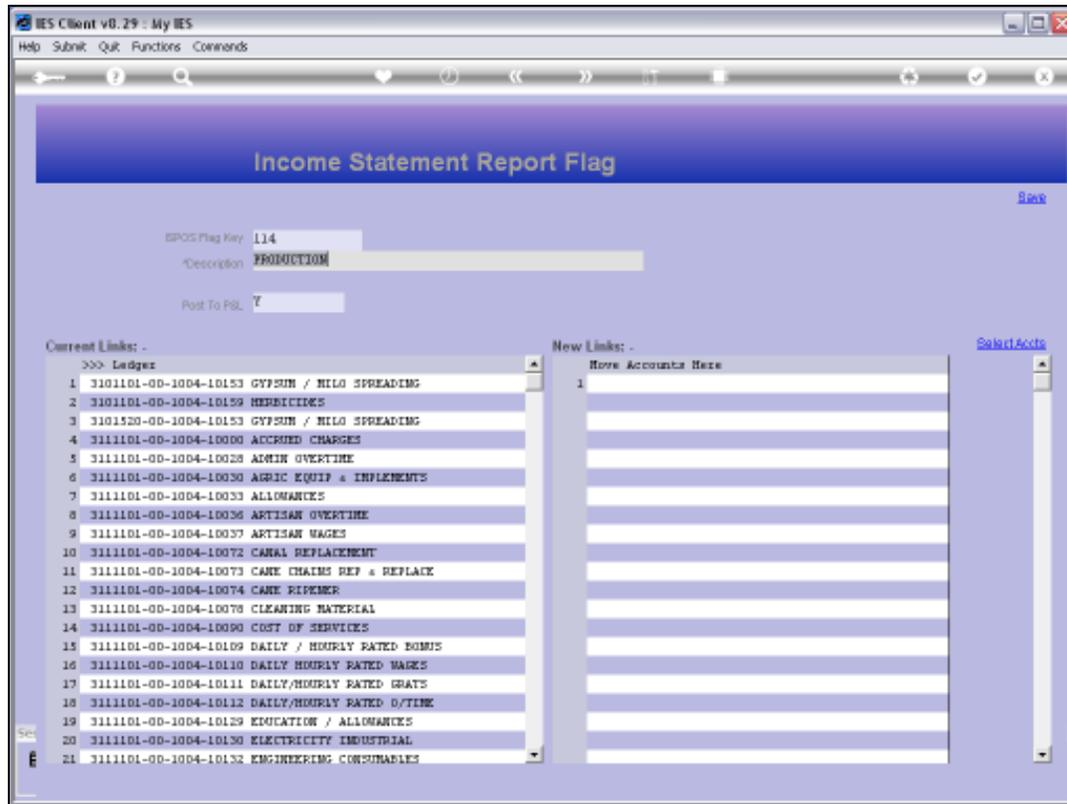 IES Client v8.29 : My IES
Help Submit Quit Functions Commands
Income Statement Report Flag
Save
ISPOS Flag Key 114
*Description PRODUCTION
Post To P&L Y
Current Links: - New Links: - Select Accts
>>> Ledger Move Accounts Here
1 3101101-00-1004-10153 GYPSUM / MILO SPREADING 1
2 3101101-00-1004-10159 HERBICIDES
3 3101520-00-1004-10153 GYPSUM / MILO SPREADING
4 3111101-00-1004-10000 ACCRUED CHARGES
5 3111101-00-1004-10028 ADMIN OVERTIME
6 3111101-00-1004-10030 AGRIC EQUIP & IMPLEMENTS
7 3111101-00-1004-10033 ALLOWANCES
8 3111101-00-1004-10036 ARTISAN OVERTIME
9 3111101-00-1004-10037 ARTISAN WAGES
10 3111101-00-1004-10072 CANAL REPLACEMENT
11 3111101-00-1004-10073 CANE CHAINS REP & REPLACE
12 3111101-00-1004-10074 CANE RIPENER
13 3111101-00-1004-10078 CLEANING MATERIAL
14 3111101-00-1004-10090 COST OF SERVICES
15 3111101-00-1004-10109 DAILY / HOURLY RATED BONUS
16 3111101-00-1004-10110 DAILY HOURLY RATED WAGES
17 3111101-00-1004-10111 DAILY/HOURLY RATED GRATS
18 3111101-00-1004-10112 DAILY/HOURLY RATED O/TIME
19 3111101-00-1004-10129 EDUCATION / ALLOWANCES
20 3111101-00-1004-10130 ELECTRICITY INDUSTRIAL
21 3111101-00-1004-10132 ENGINEERING CONSUMABLES